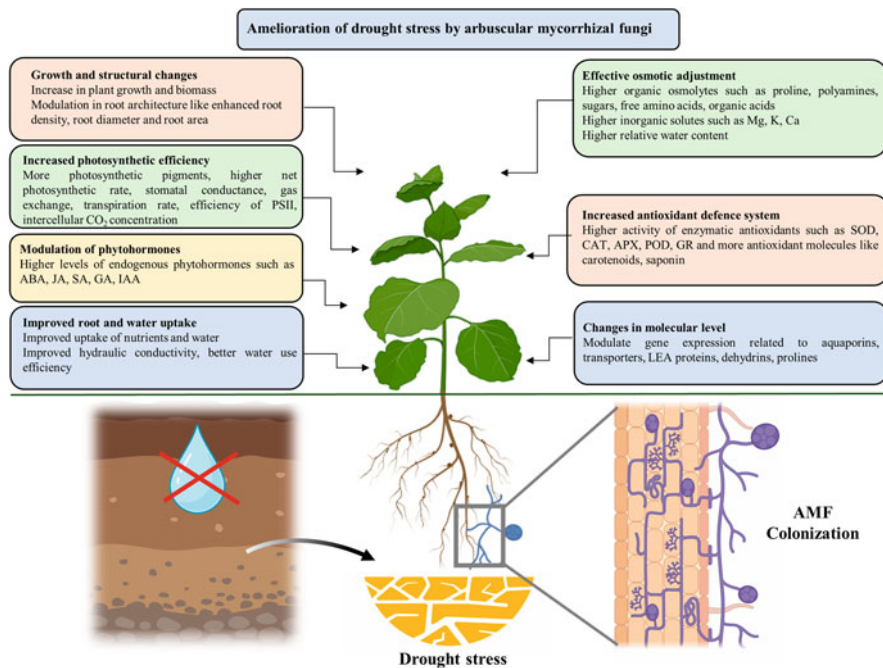 Amelioration of drought stress by arbuscular mycorrhizal fungi
Growth and structural changes
Increase in plant growth and biomass
Modulation in root architecture like enhanced root
density, root diameter and root area
Increased photosynthetic efficiency
More photosynthetic pigments, higher net
photosynthetic rate, stomatal conductance, gas
exchange, transpiration rate, efficiency of PSII,
intercellular CO₂ concentration
Modulation of phytohormones
Higher levels of endogenous phytohormones such as
ABA, JA, SA, GA, IAA
Improved root and water uptake
Improved uptake of nutrients and water
Improved hydraulic conductivity, better water use
efficiency
Effective osmotic adjustment
Higher organic osmolytes such as proline, polyamines,
sugars, free amino acids, organic acids
Higher inorganic solutes such as Mg, K, Ca
Higher relative water content
Increased antioxidant defence system
Higher activity of enzymatic antioxidants such as SOD,
CAT, APX, POD, GR and more antioxidant molecules like
carotenoids, saponin
Changes in molecular level
Modulate gene expression related to aquaporins,
transporters, LEA proteins, dehydrins, prolines
AMF
Colonization
Drought stress